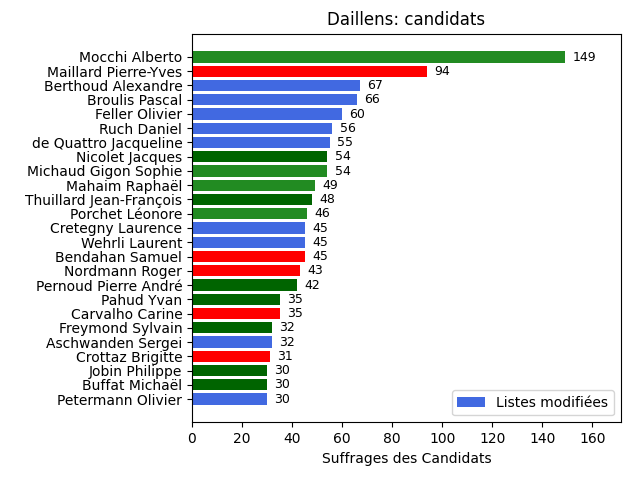 Daillens: candidats
Mocchi Alberto 149
Maillard Pierre-Yves 94
Berthoud Alexandre 67
Broulis Pascal 66
Feller Olivier 60
Ruch Daniel 56
de Quattro Jacqueline 55
Nicolet Jacques 54
Michaud Gigon Sophie 54
Mahaim Raphaël 49
Thuillard Jean-François 48
Porchet Léonore 46
Cretegny Laurence 45
Wehrli Laurent 45
Bendahan Samuel 45
Nordmann Roger 43
Pernoud Pierre André 42
Pahud Yvan 35
Carvalho Carine 35
Freymond Sylvain 32
Aschwanden Sergei 32
Crottaz Brigitte 31
Jobin Philippe 30
Buffat Michaël 30
Petermann Olivier 30
Listes modifiées
0 20 40 60 80 100 120 140 160
Suffrages des Candidats